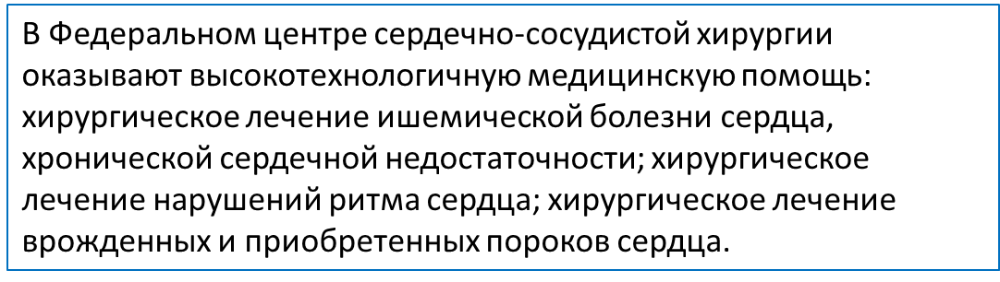 В Федеральном центре сердечно-сосудистой хирургии
оказывают высокотехнологичную медицинскую помощь:
хирургическое лечение ишемической болезни сердца,
хронической сердечной недостаточности; хирургическое
лечение нарушений ритма сердца; хирургическое лечение
врожденных и приобретенных пороков сердца.